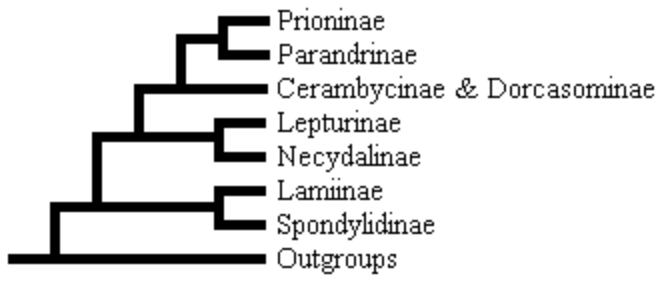 Prioninae
Parandrinae
Cerambycinae & Dorcasominae
Lepturinae
Necydalinae
Lamiinae
Spondylidinae
Outgroups